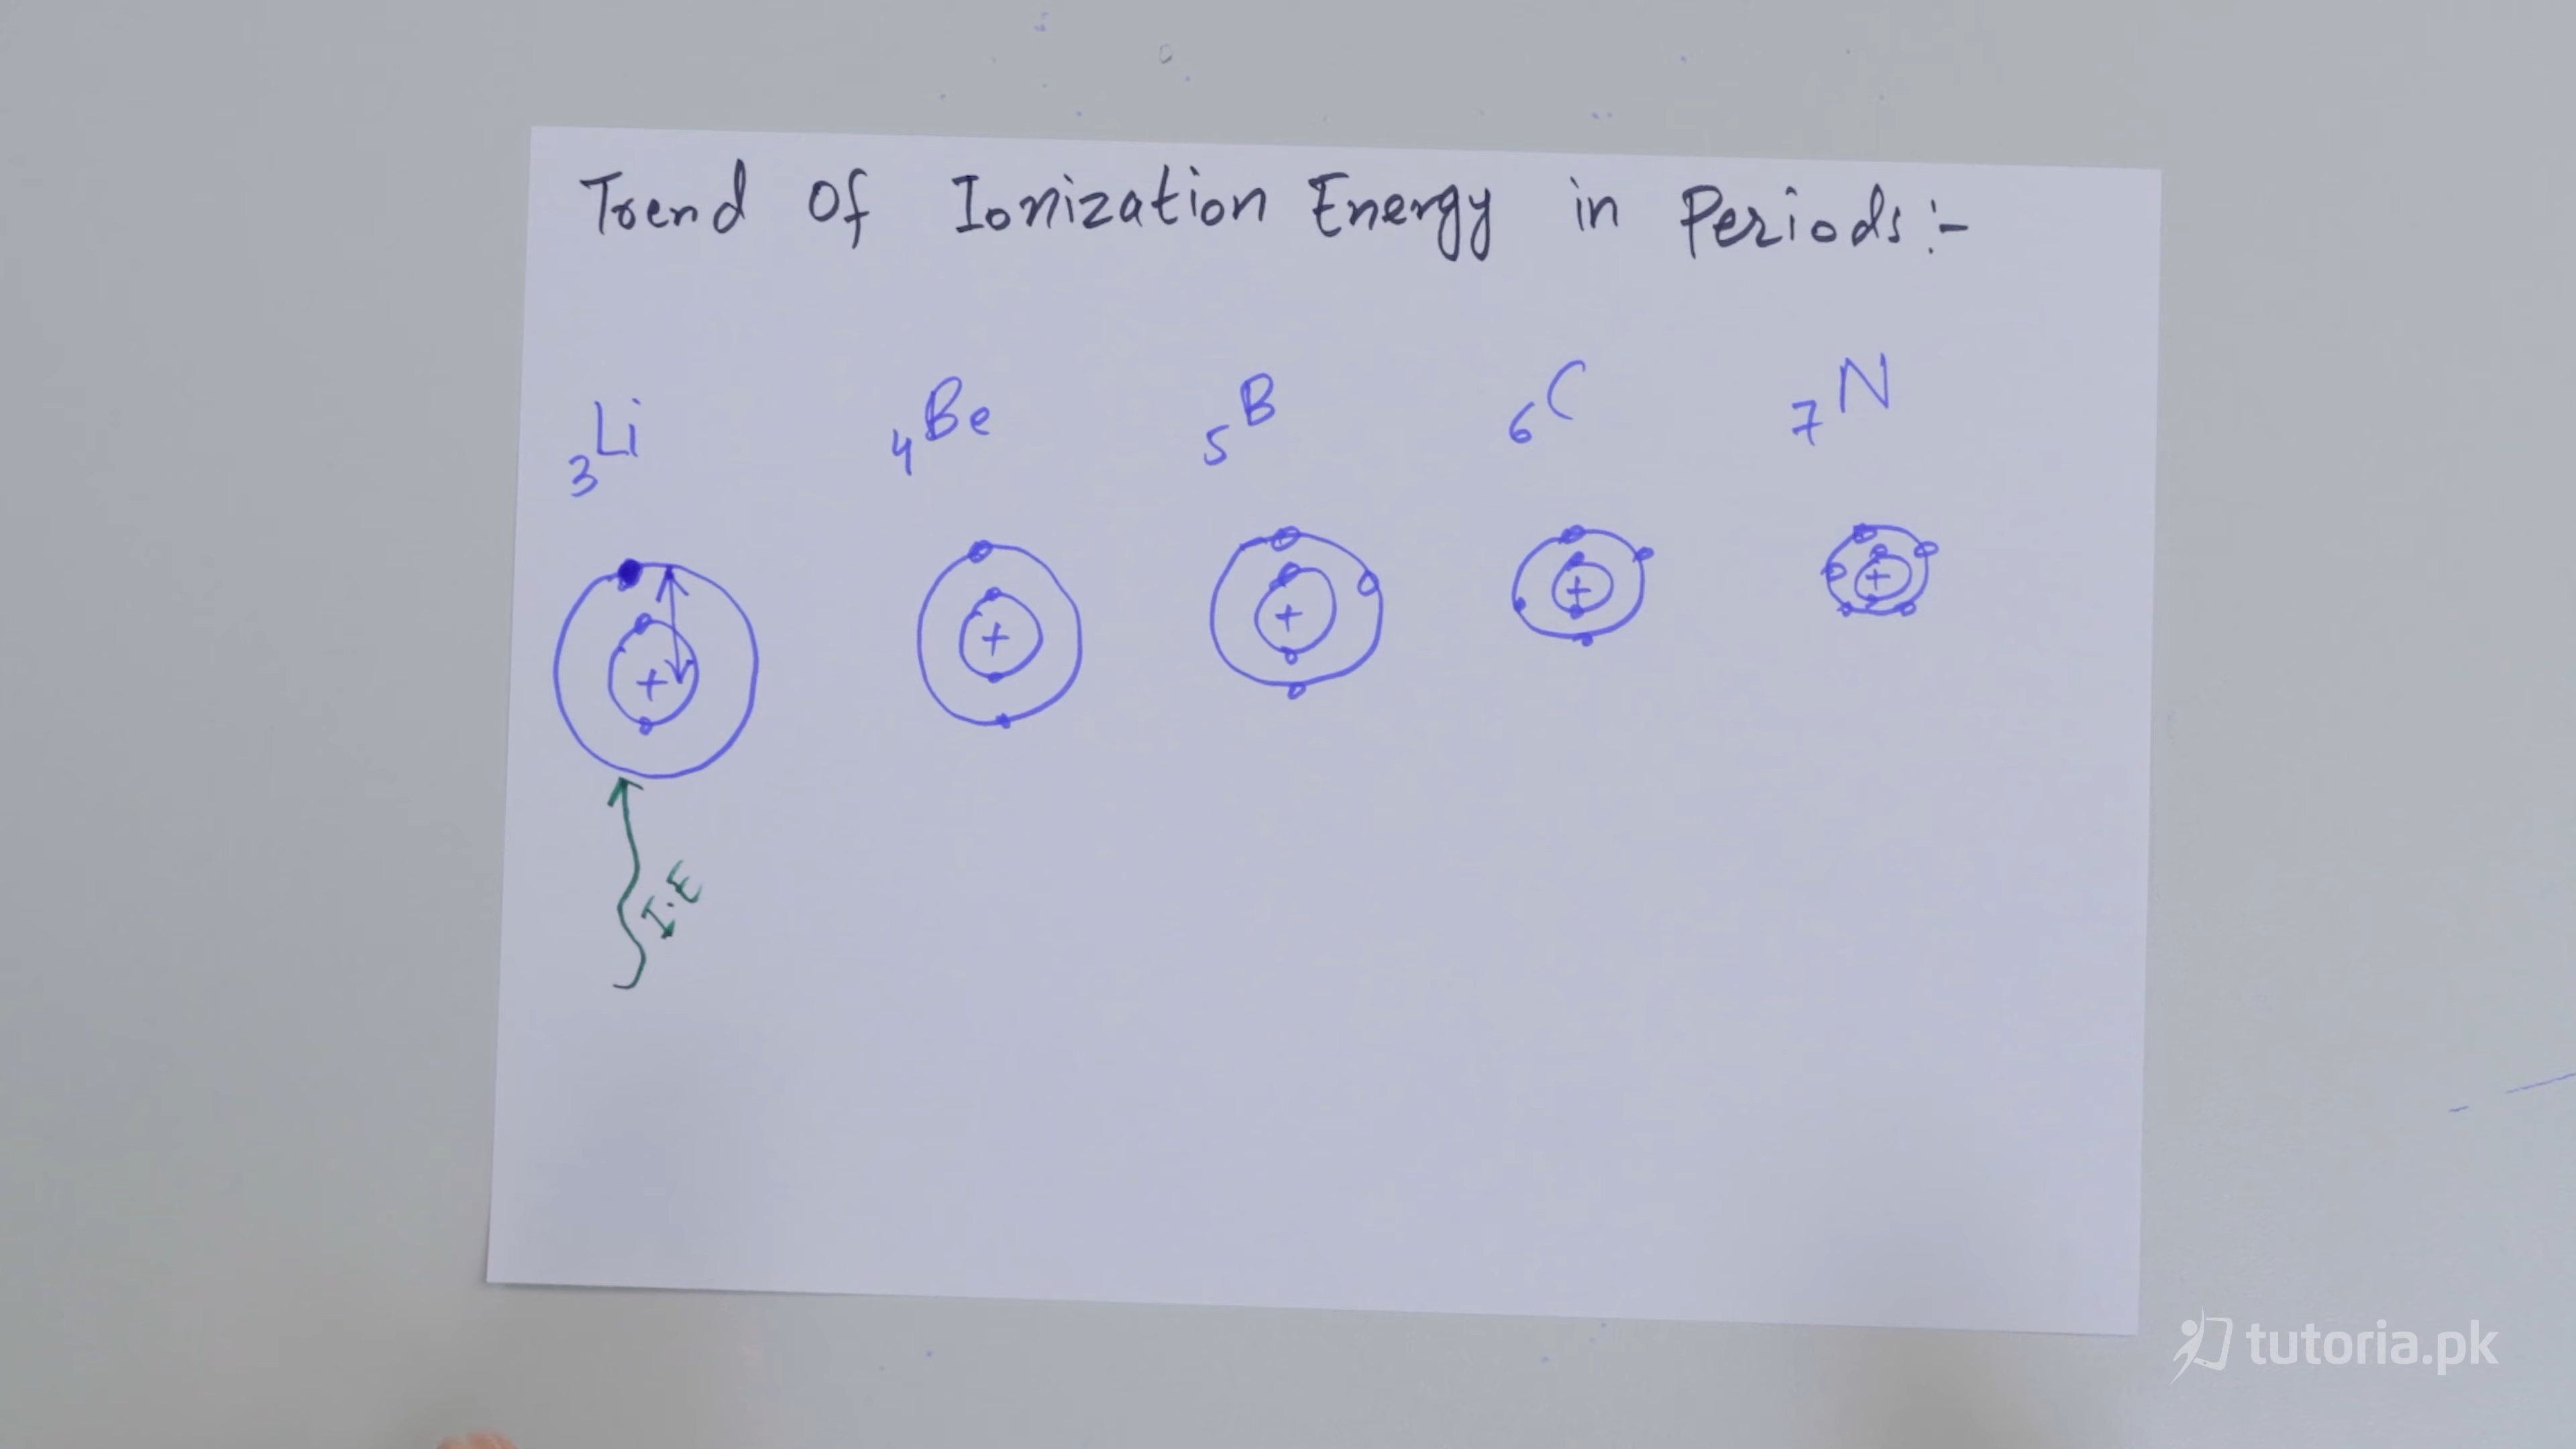 Trend Of Ionization Energy in Periods:-
3Li 4Be 5B 6C 7N
+ + + + +
I.E
tutoria.pk